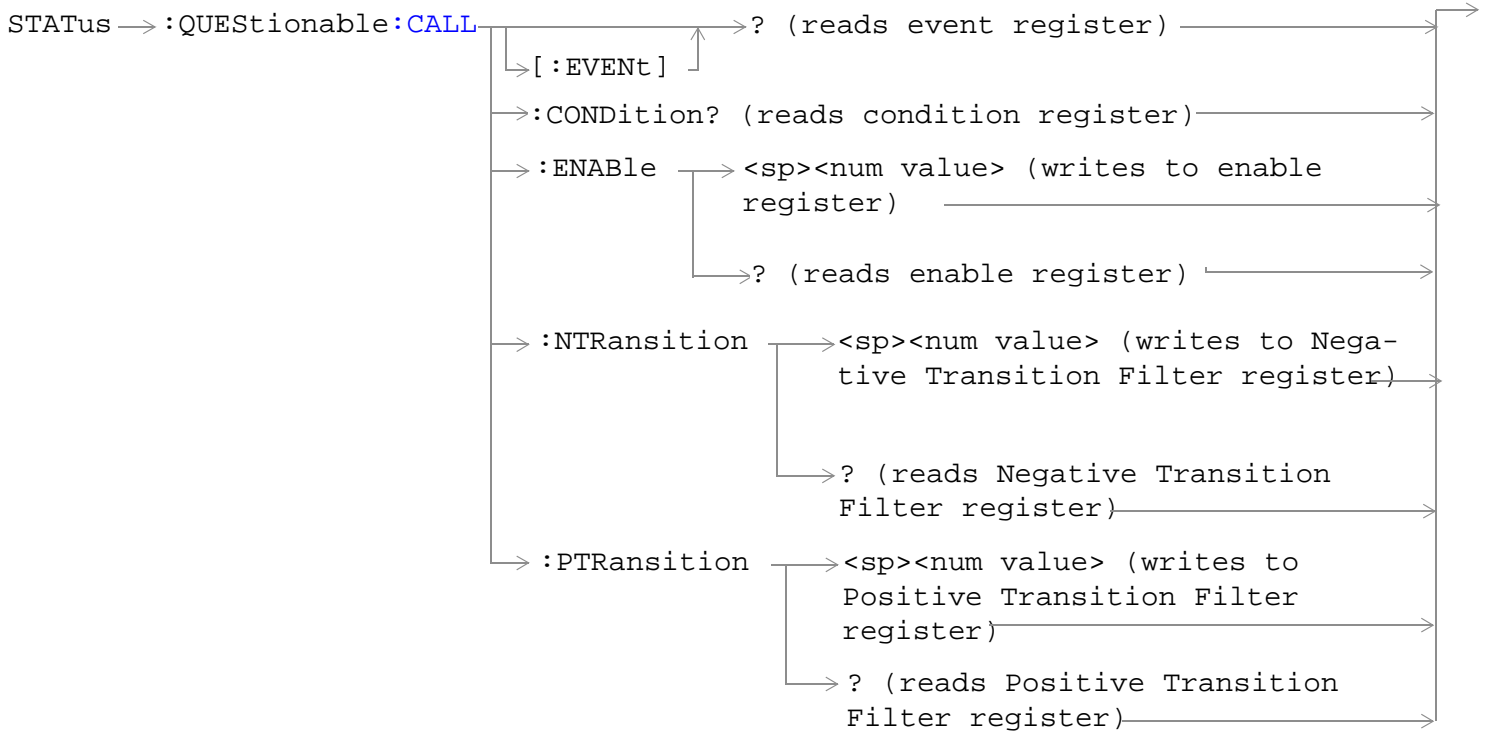 STATus :QUEStionable:CALL ? (reads event register)
[:EVENt]
:CONDition? (reads condition register)
:ENABle <sp><num value> (writes to enable
register)
? (reads enable register)
:NTRansition <sp><num value> (writes to Nega-
tive Transition Filter register)
? (reads Negative Transition
Filter register)
:PTRansition <sp><num value> (writes to
Positive Transition Filter
register)
? (reads Positive Transition
Filter register)